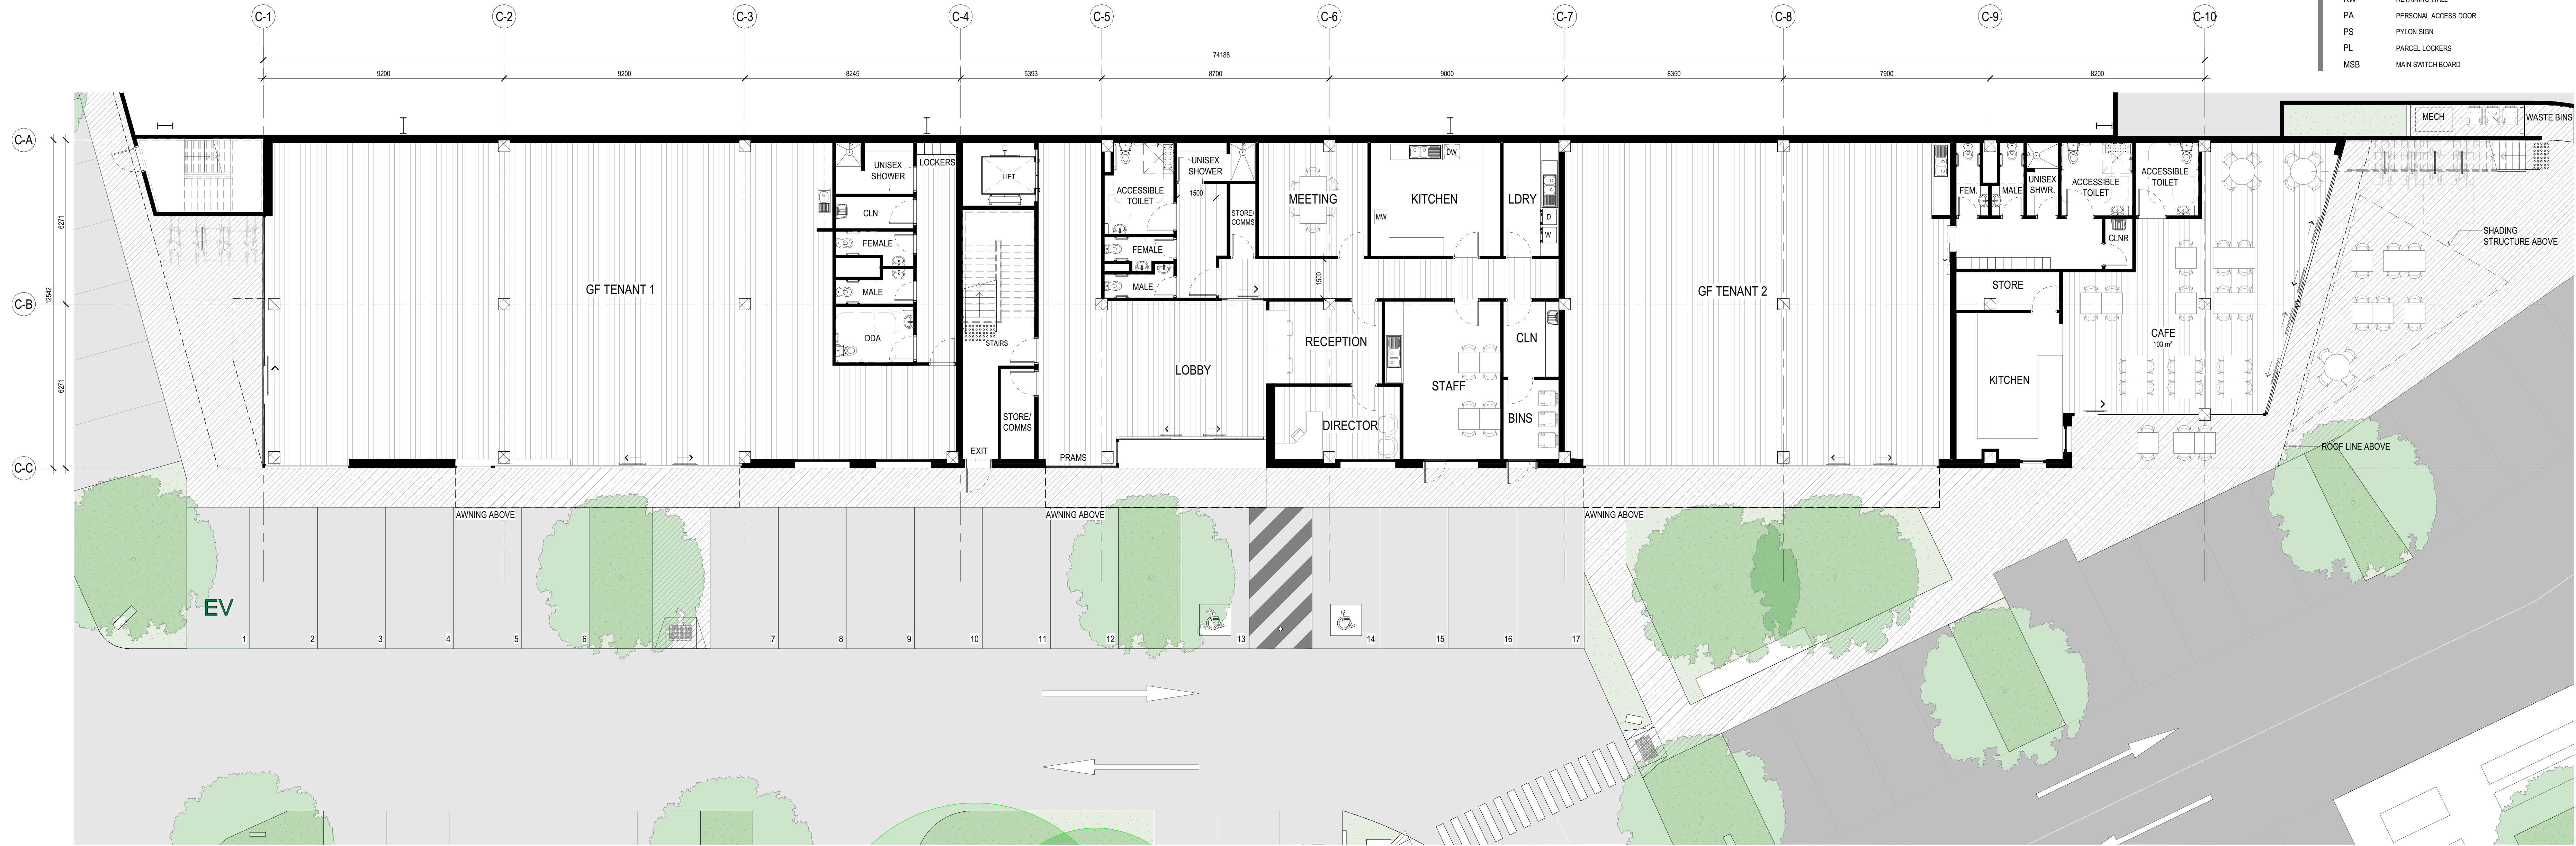 RW RETAINING WALL
PA PERSONAL ACCESS DOOR
PS PYLON SIGN
PL PARCEL LOCKERS
MSB MAIN SWITCH BOARD
C-1 C-2 C-3 C-4 C-5 C-6 C-7 C-8 C-9 C-10
74188
9200 9200 8245 5393 8700 9000 8350 7900 8200
C-A
C-B
C-C
6271
12542
6271
MECH
WASTE BINS
LOCKERS
UNISEX
SHOWER
CLN
FEMALE
MALE
DDA
GF TENANT 1
LIFT
STAIRS
STORE/
COMMS
EXIT
PRAMS
ACCESSIBLE
TOILET
UNISEX
SHOWER
1500
STORE/
COMMS
FEMALE
MALE
MEETING
KITCHEN
DW
MW
LDRY
D
W
1500
LOBBY
RECEPTION
DIRECTOR
STAFF
CLN
BINS
GF TENANT 2
FEM.
MALE
UNISEX
SHWR.
ACCESSIBLE
TOILET
ACCESSIBLE
TOILET
CLNR
STORE
KITCHEN
CAFE
103 m²
SHADING
STRUCTURE ABOVE
ROOF LINE ABOVE
AWNING ABOVE
AWNING ABOVE
AWNING ABOVE
EV
1 2 3 4 5 6 7 8 9 10 11 12 13 14 15 16 17